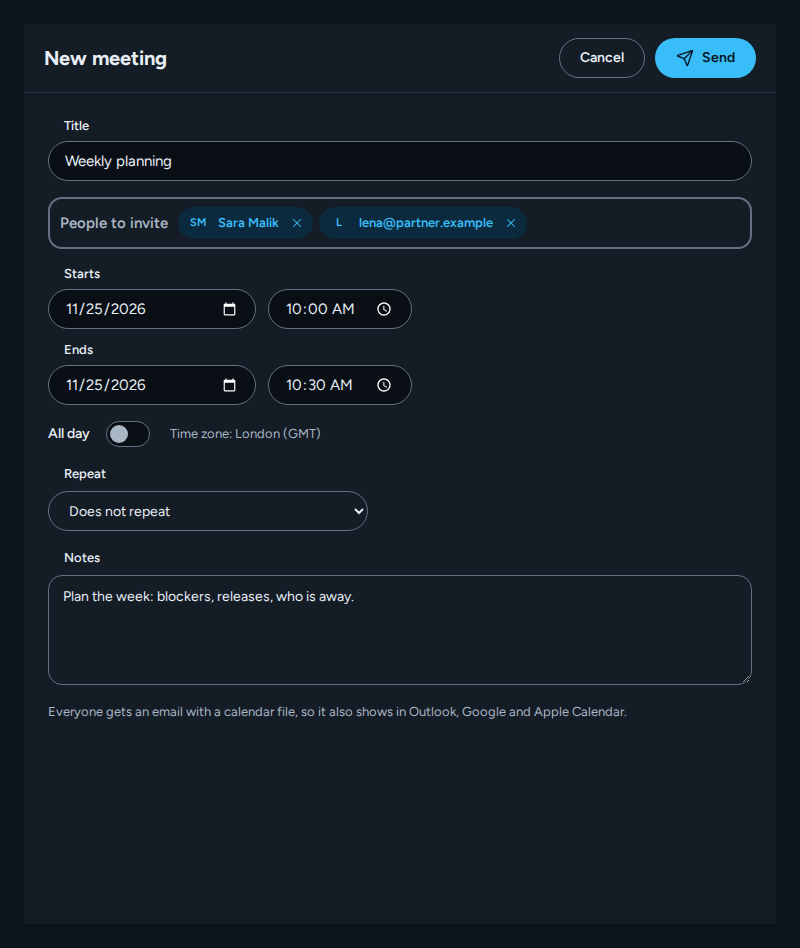 New meeting
Cancel
Send
Title
Weekly planning
People to invite SM Sara Malik L lena@partner.example
Starts
11/25/2026 10:00 AM
Ends
11/25/2026 10:30 AM
All day Time zone: London (GMT)
Repeat
Does not repeat
Notes
Plan the week: blockers, releases, who is away.
Everyone gets an email with a calendar file, so it also shows in Outlook, Google and Apple Calendar.